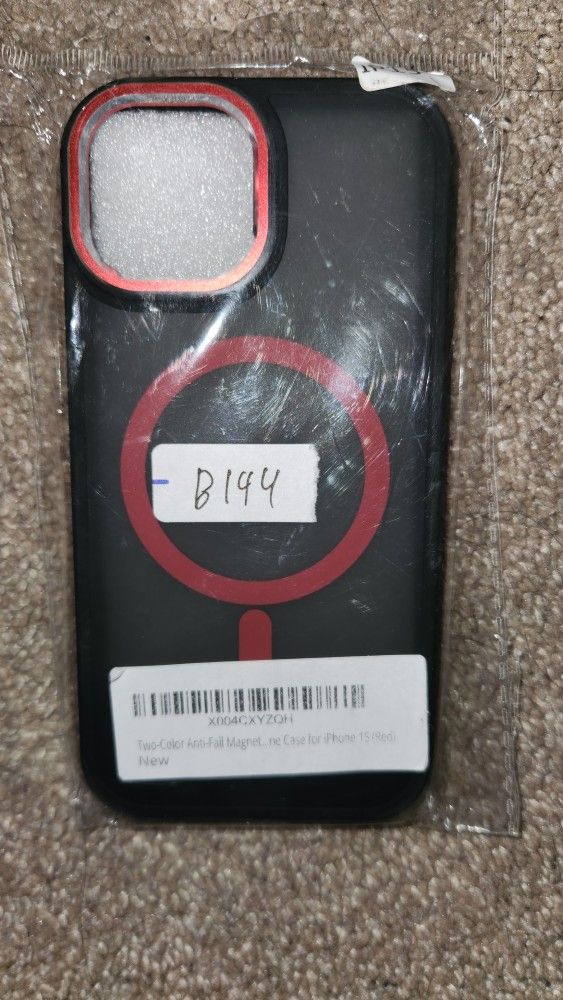 B144
X004CXYZQH
Two-Color Anti-Fall Magnet...ne Case for iPhone 15 (Red)
New